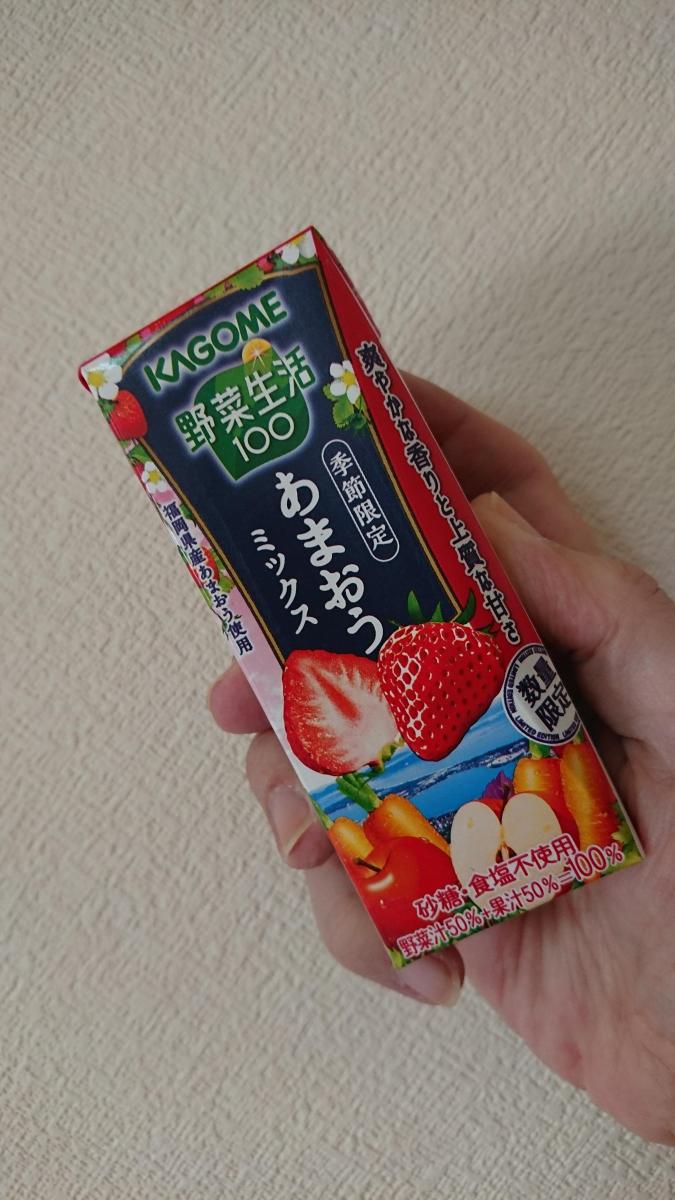 KAGOME
野菜生活
100
季節限定
あまおう
ミックス
福岡県産あまおう使用
爽やかな香りと上質な甘さ
数量
限定
LIMITED EDITION
砂糖・食塩不使用
野菜汁50%+果汁50%=100%